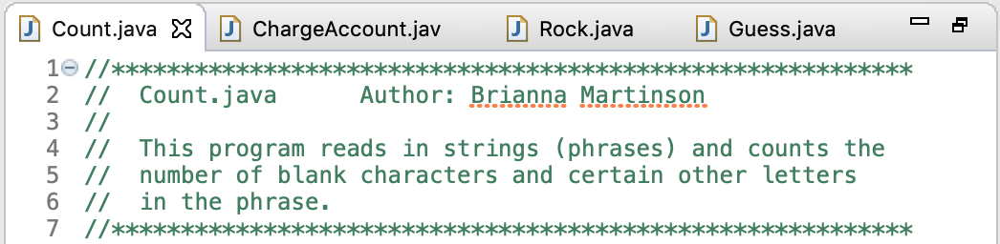 Count.java ChargeAccount.jav Rock.java Guess.java
1 //**********************************************************
2 //  Count.java      Author: Brianna Martinson
3 //
4 //  This program reads in strings (phrases) and counts the
5 //  number of blank characters and certain other letters
6 //  in the phrase.
7 //**********************************************************